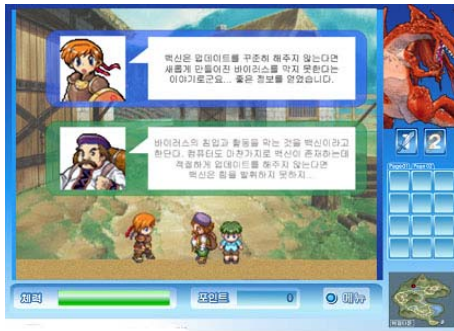 백신은 업데이트를 꾸준히 해주지 않는다면
새롭게 만들어진 바이러스를 막지 못한다는
이야기로군요... 좋은 정보를 얻었습니다.
바이러스의 침입과 활동을 막는 것을 백신이라고
한단다. 컴퓨터도 마찬가지로 백신이 존재하는데
적절하게 업데이트를 해주지 않는다면
백신은 힘을 발휘하지 못하지...
2
Page 01 Page 02
체력
포인트
0
메뉴